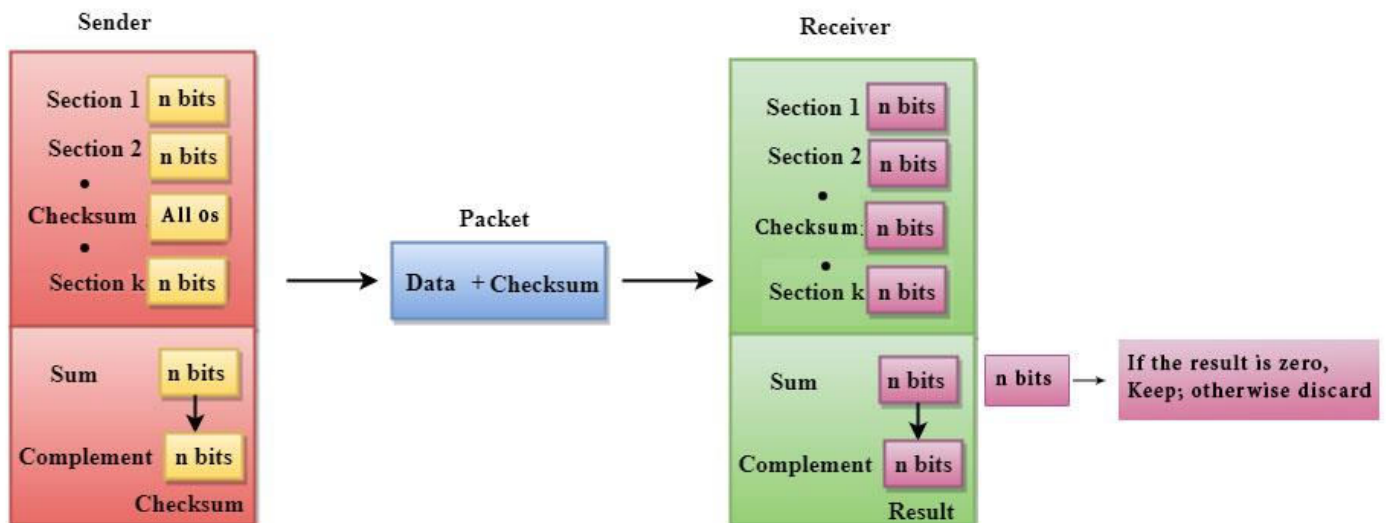 Sender
Section 1 n bits
Section 2 n bits
Checksum All 0s
Section k n bits
Sum n bits
Complement n bits
Checksum
Packet
Data + Checksum
Receiver
Section 1 n bits
Section 2 n bits
Checksum: n bits
Section k n bits
Sum n bits
Complement n bits
Result
n bits
If the result is zero,
Keep; otherwise discard